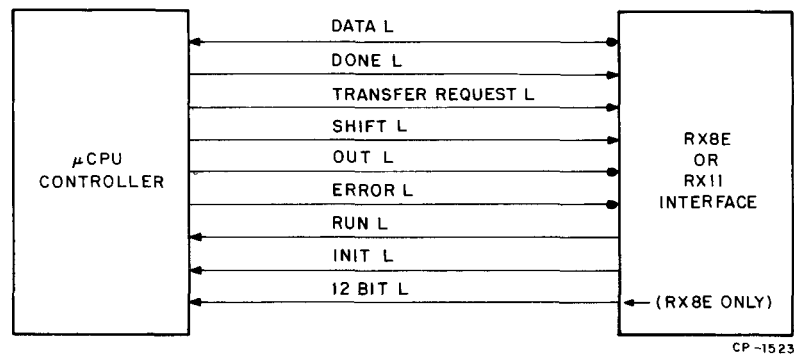 DATA L
DONE L
TRANSFER REQUEST L
SHIFT L
OUT L
ERROR L
RUN L
INIT L
12 BIT L
μCPU
CONTROLLER
RX8E
OR
RX11
INTERFACE
(RX8E ONLY)
CP-1523